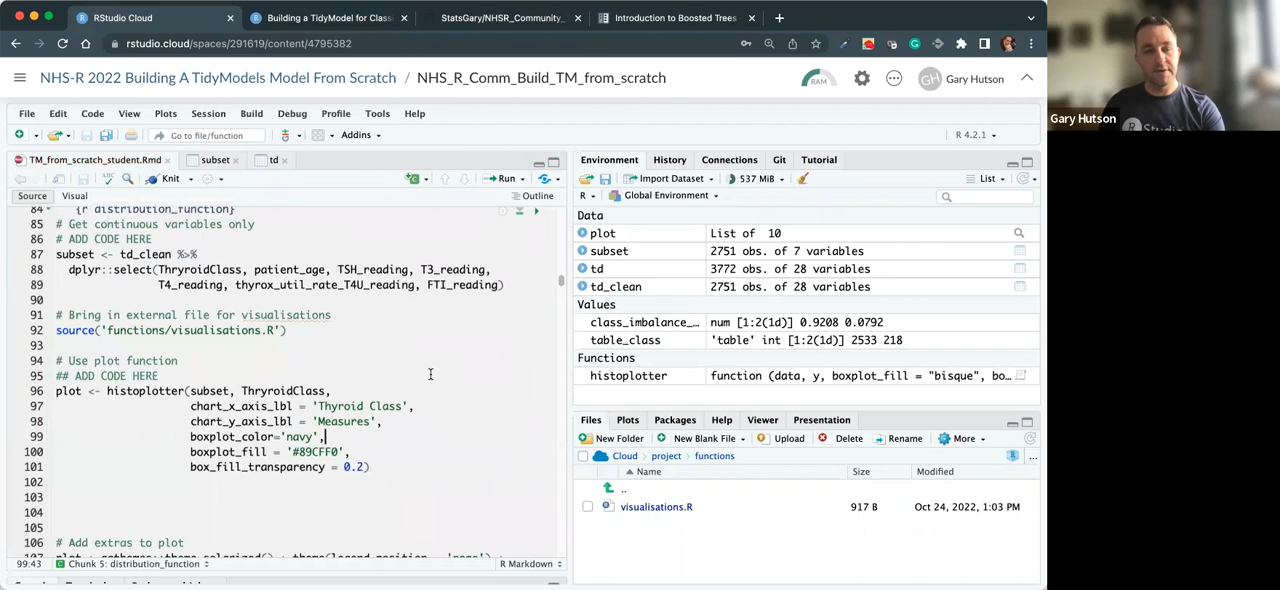 RStudio Cloud
Building a TidyModel for Class
StatsGary/NHSR_Community_
Introduction to Boosted Trees -
rstudio.cloud/spaces/291619/content/4795382
NHS-R 2022 Building A TidyModels Model From Scratch / NHS_R_Comm_Build_TM_from_scratch
RAM
GH Gary Hutson
File Edit Code View Plots Session Build Debug Profile Tools Help
Go to file/function Addins R 4.2.1
TM_from_scratch_student.Rmd subset td
Knit Run
Source Visual Outline
84 {r distribution_function}
85 # Get continuous variables only
86 # ADD CODE HERE
87 subset <- td_clean %>%
88 dplyr::select(ThryroidClass, patient_age, TSH_reading, T3_reading,
89 T4_reading, thyrox_util_rate_T4U_reading, FTI_reading)
90
91 # Bring in external file for visualisations
92 source('functions/visualisations.R')
93
94 # Use plot function
95 ## ADD CODE HERE
96 plot <- histoplotter(subset, ThryroidClass,
97 chart_x_axis_lbl = 'Thyroid Class',
98 chart_y_axis_lbl = 'Measures',
99 boxplot_color='navy',
100 boxplot_fill = '#89CFF0',
101 box_fill_transparency = 0.2)
102
103
104
105
106 # Add extras to plot
99:43 Chunk 5: distribution_function R Markdown
Environment History Connections Git Tutorial
Import Dataset 537 MiB List
R Global Environment
Data
plot List of 10
subset 2751 obs. of 7 variables
td 3772 obs. of 28 variables
td_clean 2751 obs. of 28 variables
Values
class_imbalance_… num [1:2(1d)] 0.9208 0.0792
table_class 'table' int [1:2(1d)] 2533 218
Functions
histoplotter function (data, y, boxplot_fill = "bisque", bo…
Files Plots Packages Help Viewer Presentation
New Folder New Blank File Upload Delete Rename More
Cloud project functions
Name Size Modified
..
visualisations.R 917 B Oct 24, 2022, 1:03 PM
Gary Hutson
R Studio